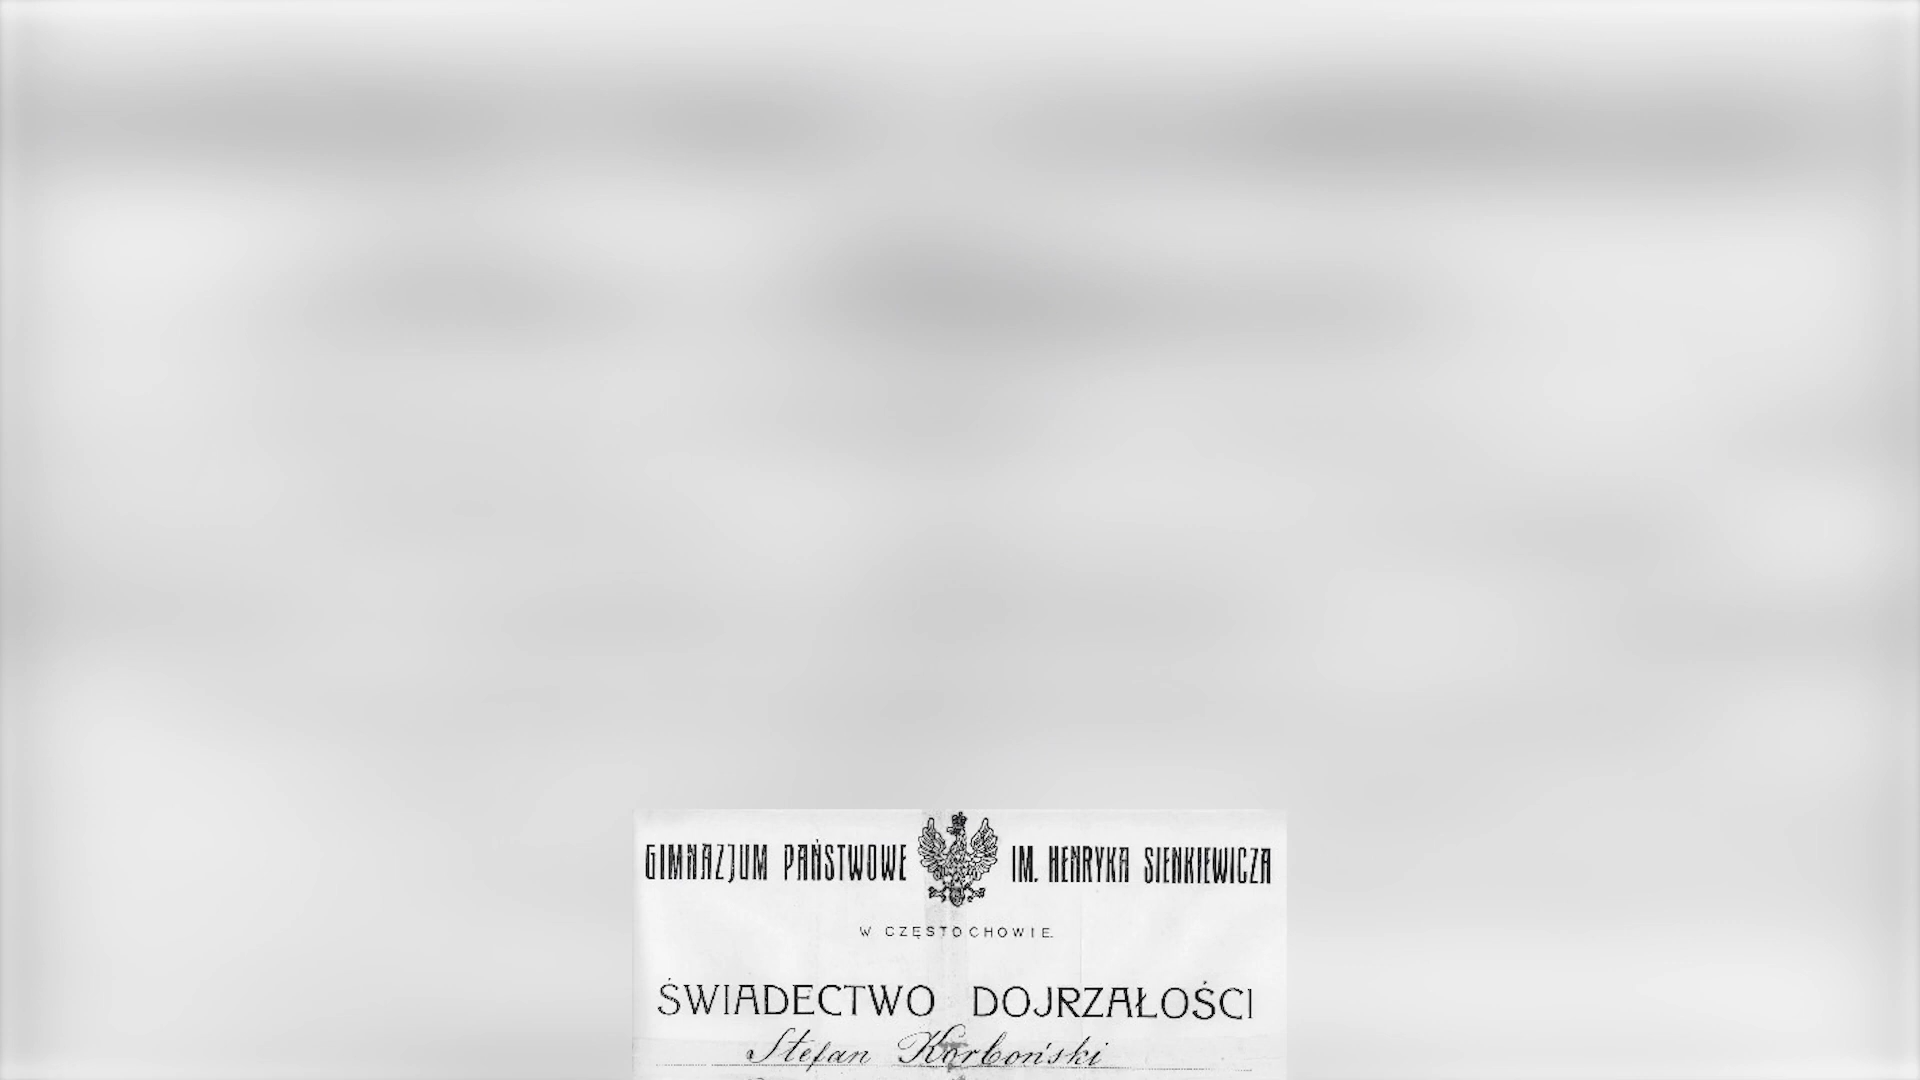 GIMNAZJUM PAŃSTWOWE IM. HENRYKA SIENKIEWICZA
W CZĘSTOCHOWIE.
ŚWIADECTWO DOJRZAŁOŚCI
Stefan Korboński